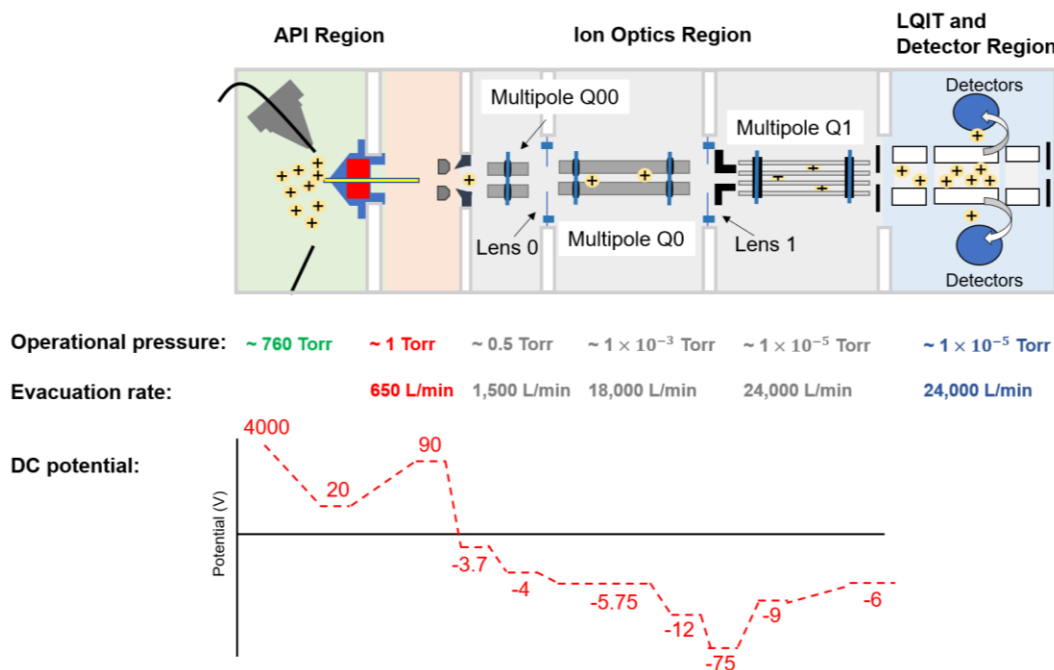 API Region
Ion Optics Region
LQIT and
Detector Region
Multipole Q00
Multipole Q1
Detectors
Lens 0
Multipole Q0
Lens 1
Detectors
Operational pressure: ~ 760 Torr ~ 1 Torr ~ 0.5 Torr ~ 1 × 10⁻³ Torr ~ 1 × 10⁻⁵ Torr ~ 1 × 10⁻⁵ Torr
Evacuation rate: 650 L/min 1,500 L/min 18,000 L/min 24,000 L/min 24,000 L/min
DC potential:
Potential (V)
4000
20
90
-3.7
-4
-5.75
-12
-75
-9
-6